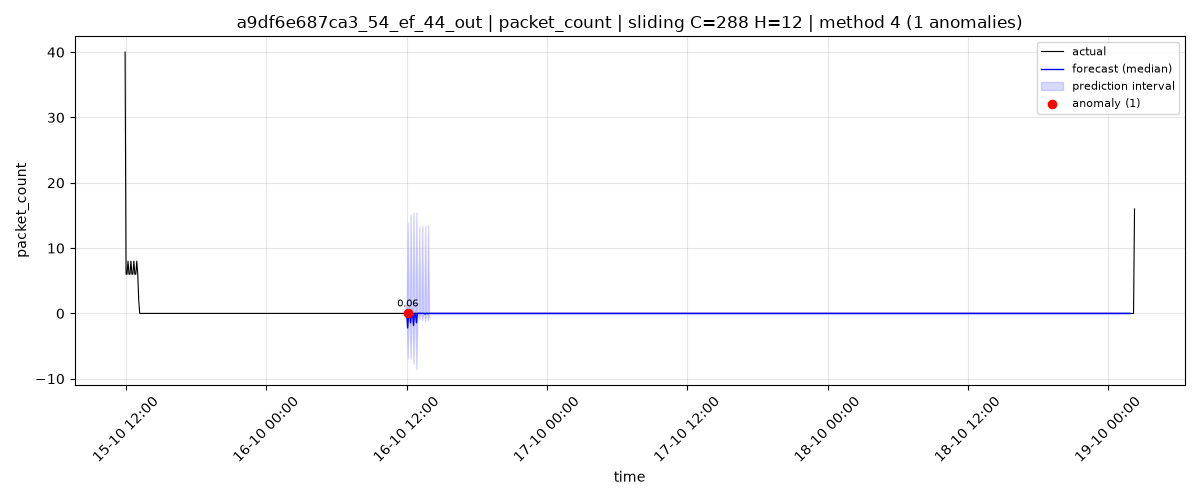 a9df6e687ca3_54_ef_44_out | packet_count | sliding C=288 H=12 | method 4 (1 anomalies)
actual
forecast (median)
prediction interval
anomaly (1)
packet_count
40
30
20
10
0
−10
0.06
15-10 12:00
16-10 00:00
16-10 12:00
17-10 00:00
17-10 12:00
18-10 00:00
18-10 12:00
19-10 00:00
time